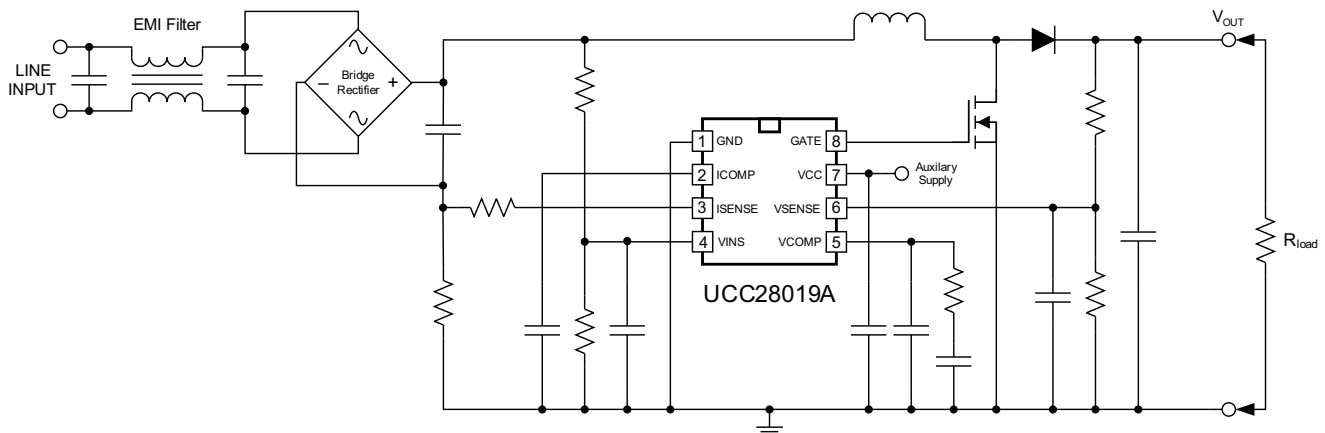 EMI Filter
LINE
INPUT
–
Bridge
Rectifier
+
V_OUT
1 GND
GATE 8
2 ICOMP
VCC 7
Auxilary
Supply
3 ISENSE
VSENSE 6
4 VINS
VCOMP 5
UCC28019A
R_load